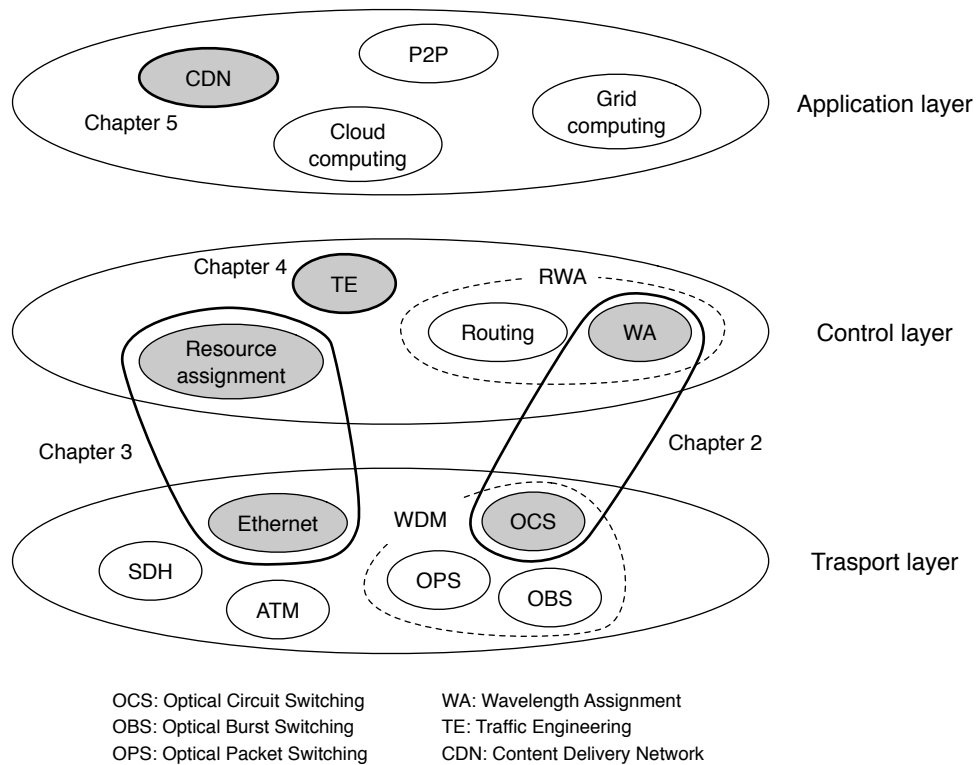 P2P
CDN
Chapter 5
Cloud
computing
Grid
computing
Application layer
Chapter 4
TE
RWA
Resource
assignment
Routing
WA
Control layer
Chapter 3
Chapter 2
Ethernet
WDM
OCS
SDH
ATM
OPS
OBS
Trasport layer
OCS: Optical Circuit Switching
OBS: Optical Burst Switching
OPS: Optical Packet Switching
WA: Wavelength Assignment
TE: Traffic Engineering
CDN: Content Delivery Network